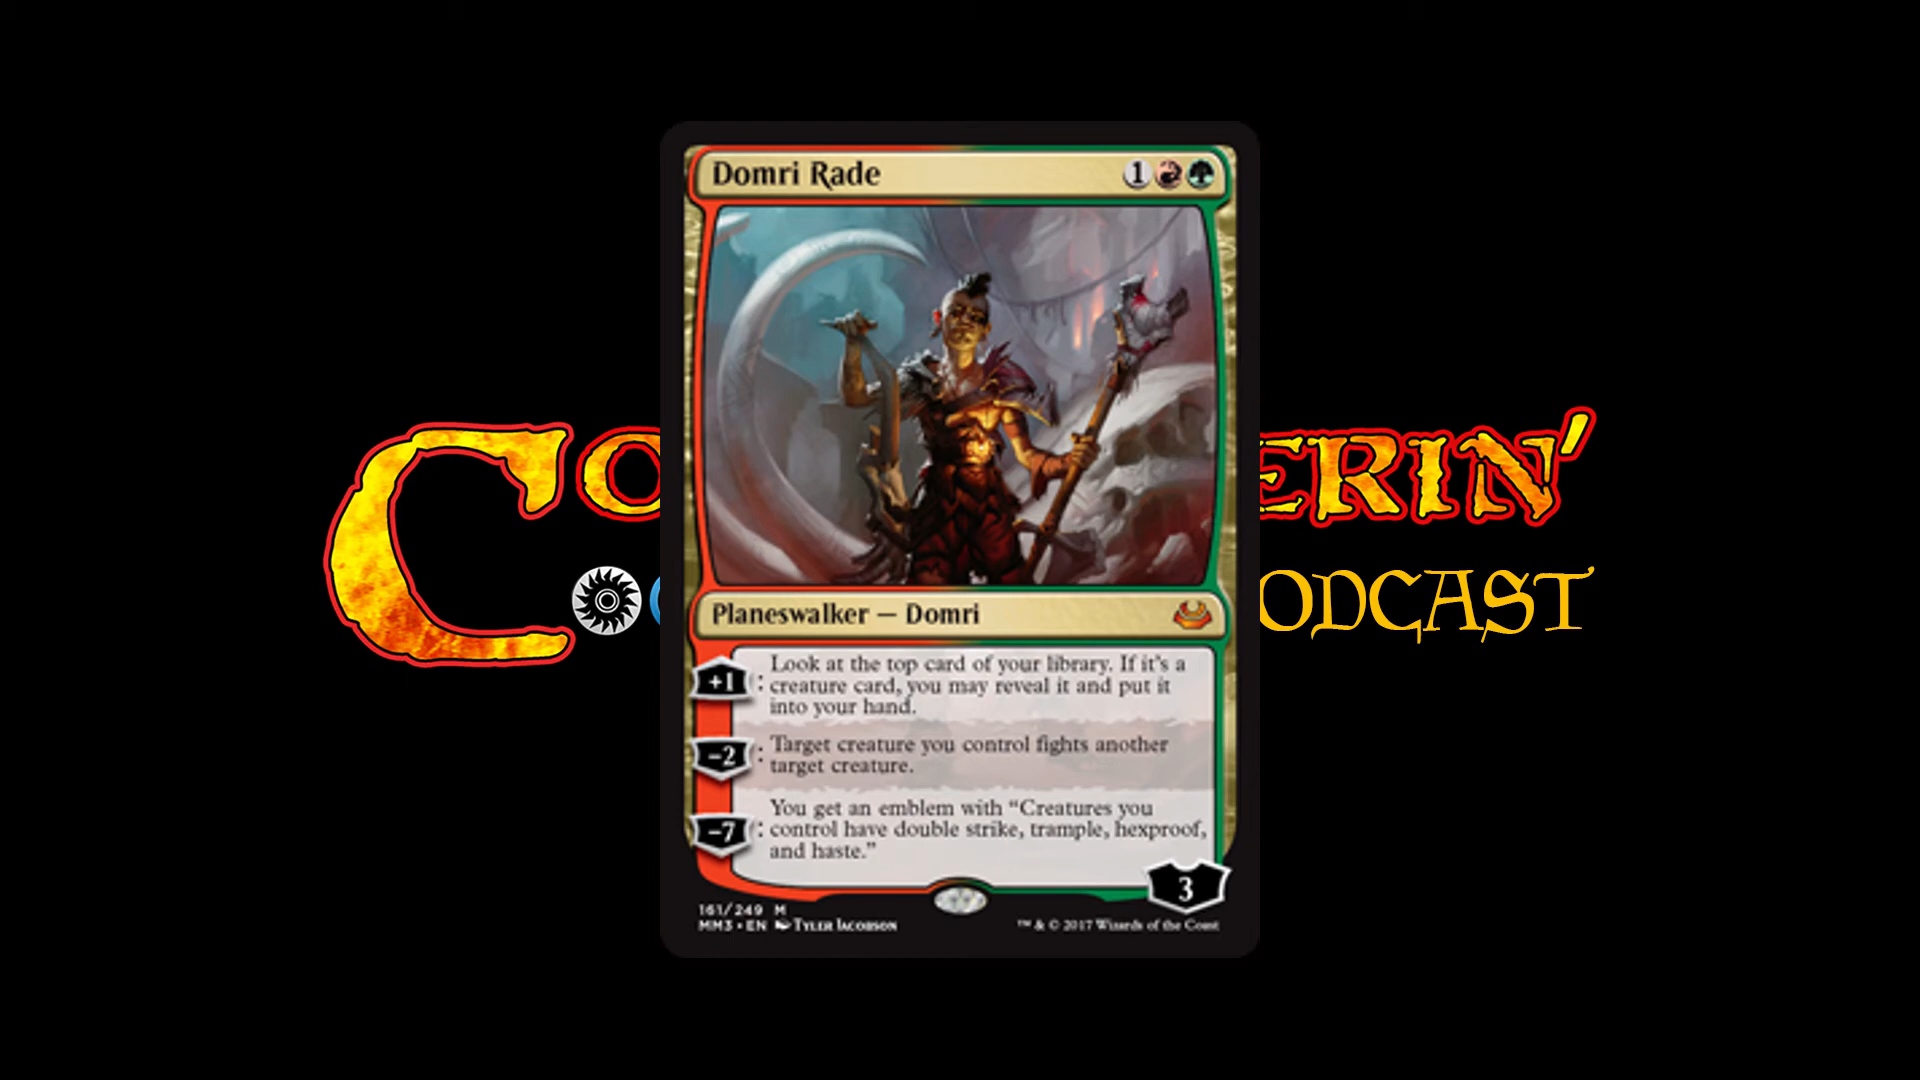 Domri Rade 1
Planeswalker — Domri
+1 : Look at the top card of your library. If it's a
creature card, you may reveal it and put it
into your hand.
−2 : Target creature you control fights another
target creature.
−7 : You get an emblem with “Creatures you
control have double strike, trample, hexproof,
and haste.”
3
161/249 M
MM3 • EN Tyler Jacobson
™ & © 2017 Wizards of the Coast